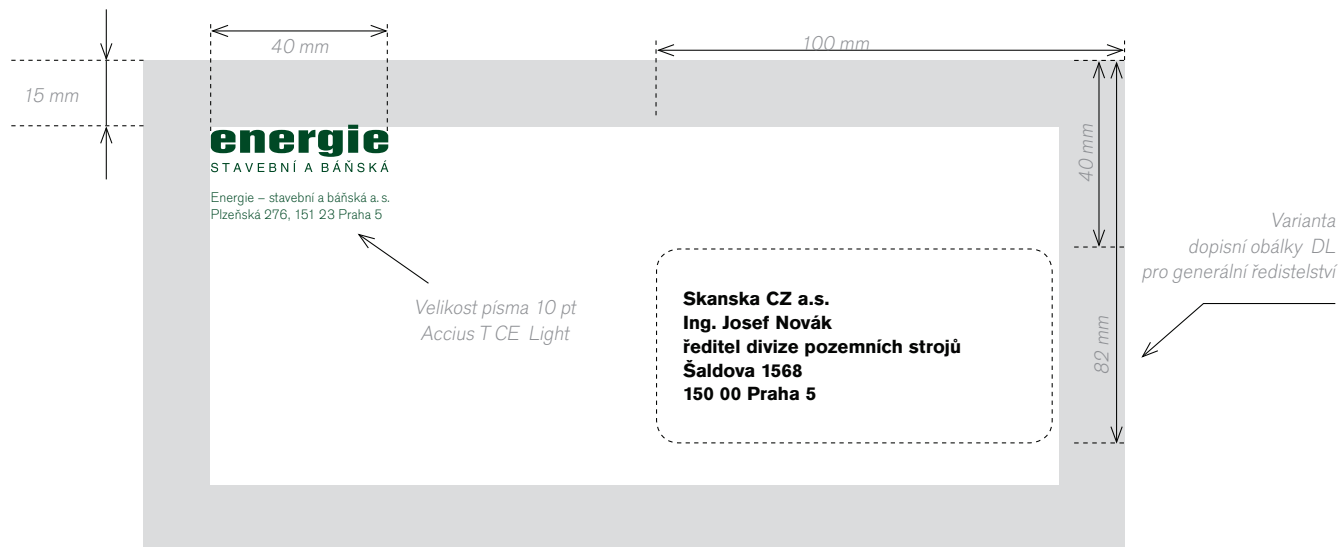 40 mm
100 mm
15 mm
energie
STAVEBNÍ A BÁŇSKÁ
Energie – stavební a báňská a. s.
Plzeňská 276, 151 23 Praha 5
40 mm
Varianta
dopisní obálky DL
pro generální ředistelství
Velikost písma 10 pt
Accius T CE Light
Skanska CZ a.s.
Ing. Josef Novák
ředitel divize pozemních strojů
Šaldova 1568
150 00 Praha 5
82 mm